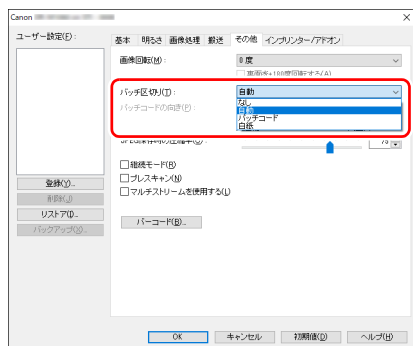 Canon
ユーザー設定(F):
基本 明るさ 画像処理 搬送 その他 インプリンター/アドオン
画像回転(M): 0 度
バッチ区切り(T): 自動
なし
自動
パッチコード
白紙
パッチコードの向き(P):
75
継続モード(R)
プレスキャン(N)
マルチストリームを使用する(L)
登録(Y)...
削除(J)
リストア(I)...
バックアップ(X)...
バーコード(B)...
OK キャンセル 初期値(D) ヘルプ(H)